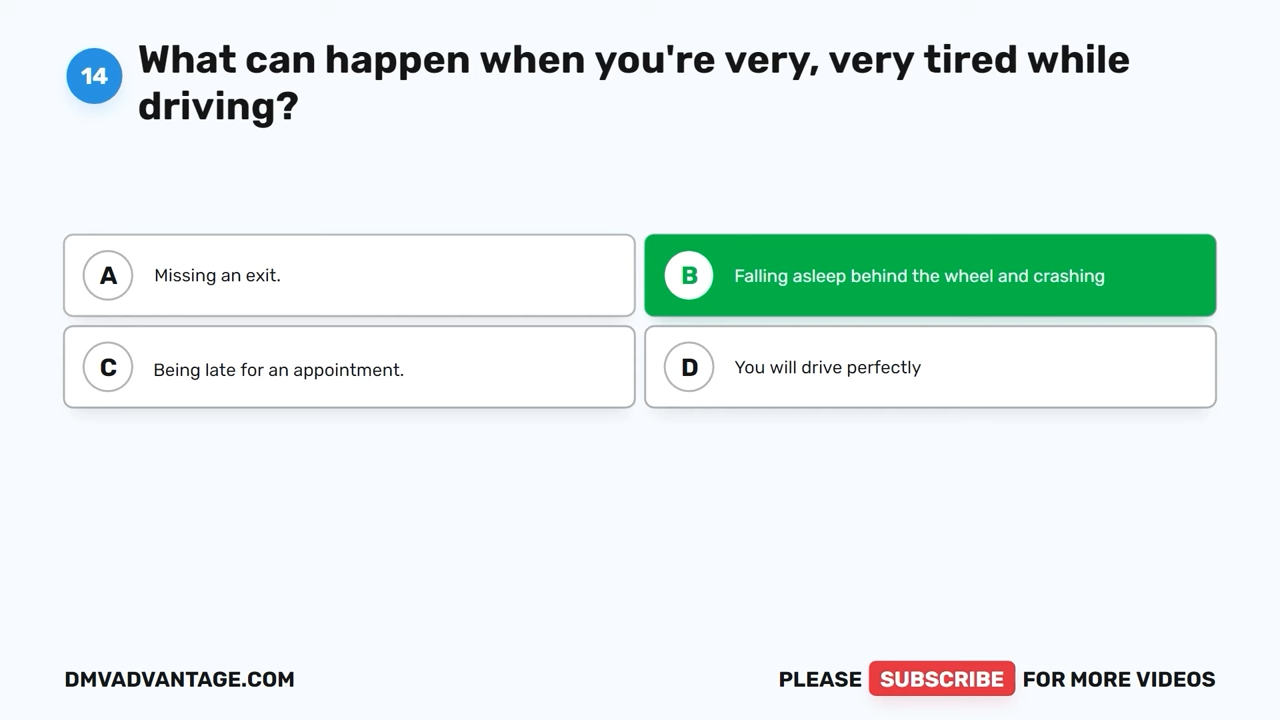 14
What can happen when you're very, very tired while
driving?
A Missing an exit.
B Falling asleep behind the wheel and crashing
C Being late for an appointment.
D You will drive perfectly
DMVADVANTAGE.COM
PLEASE SUBSCRIBE FOR MORE VIDEOS